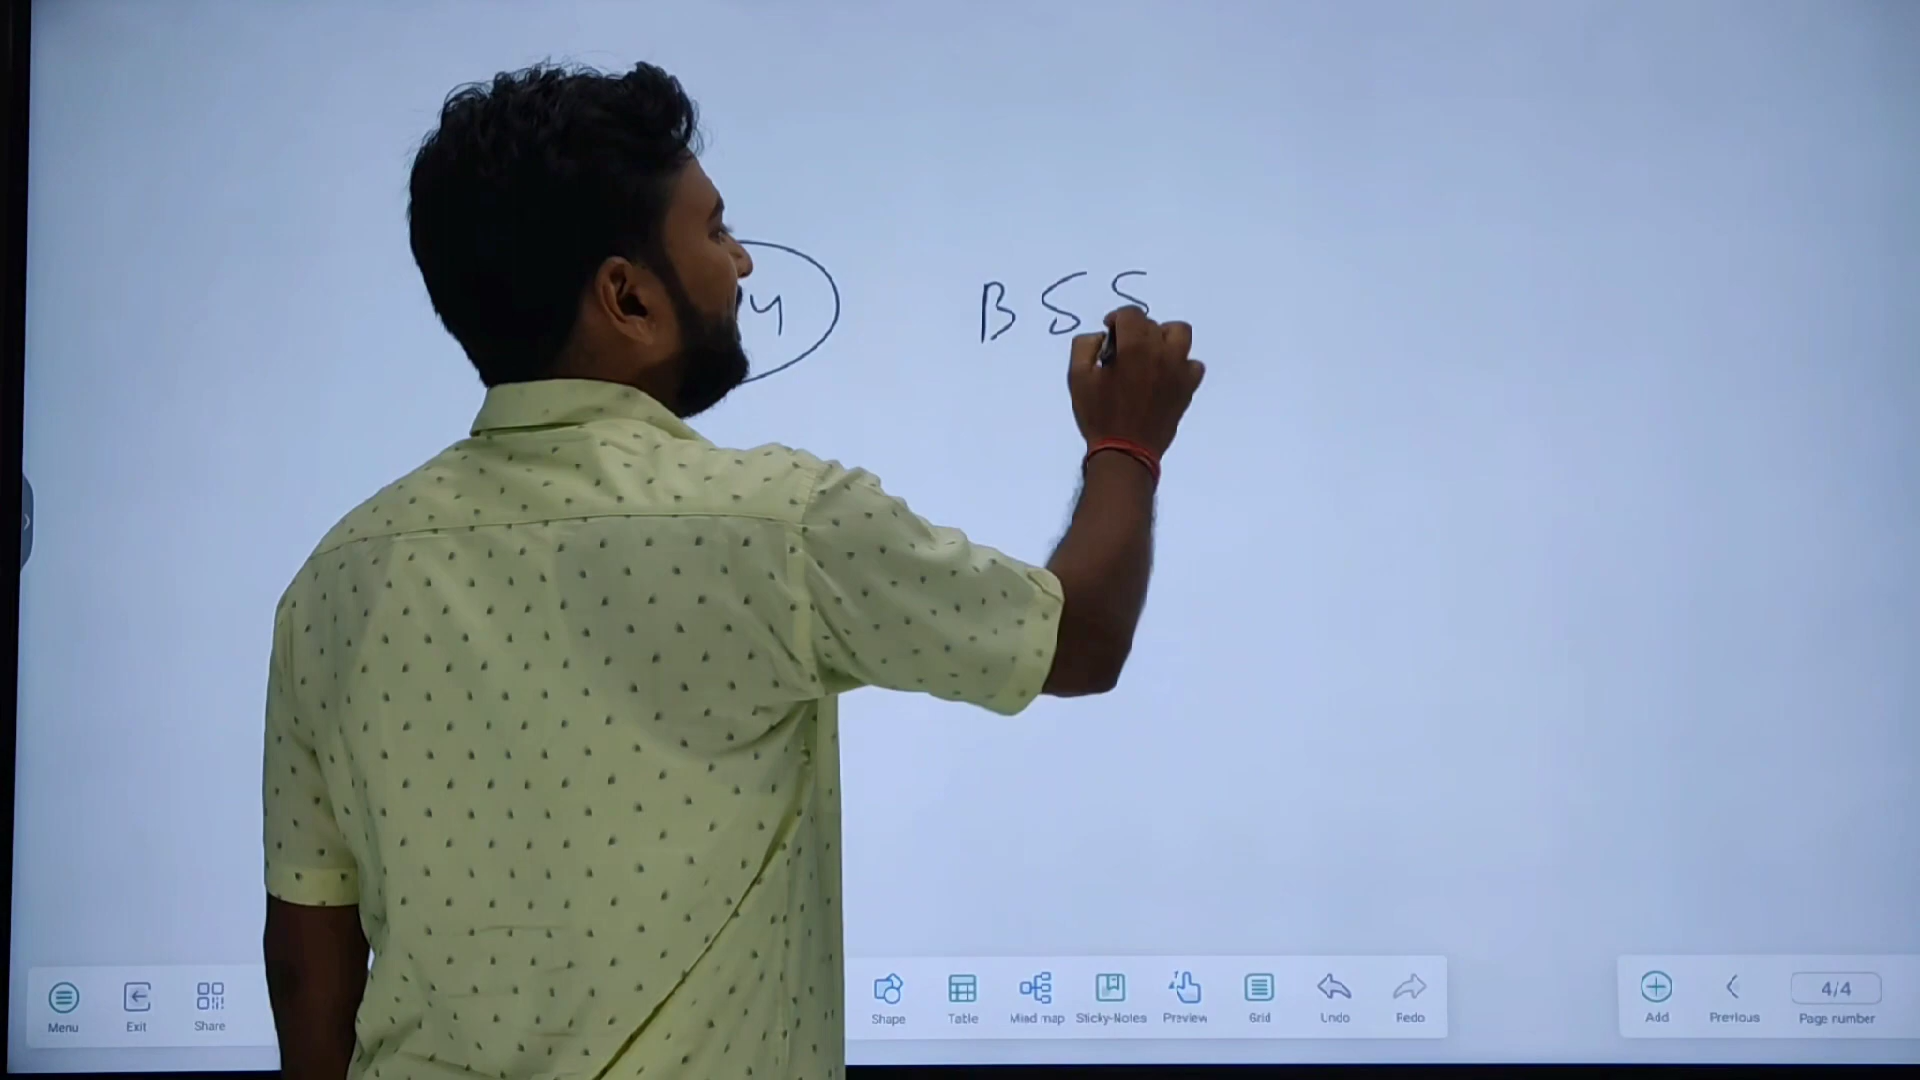 4 BSS
Menu Exit Share Shape Table Mind map Sticky-Notes Preview Grid Undo Redo Add Previous 4/4 Page number